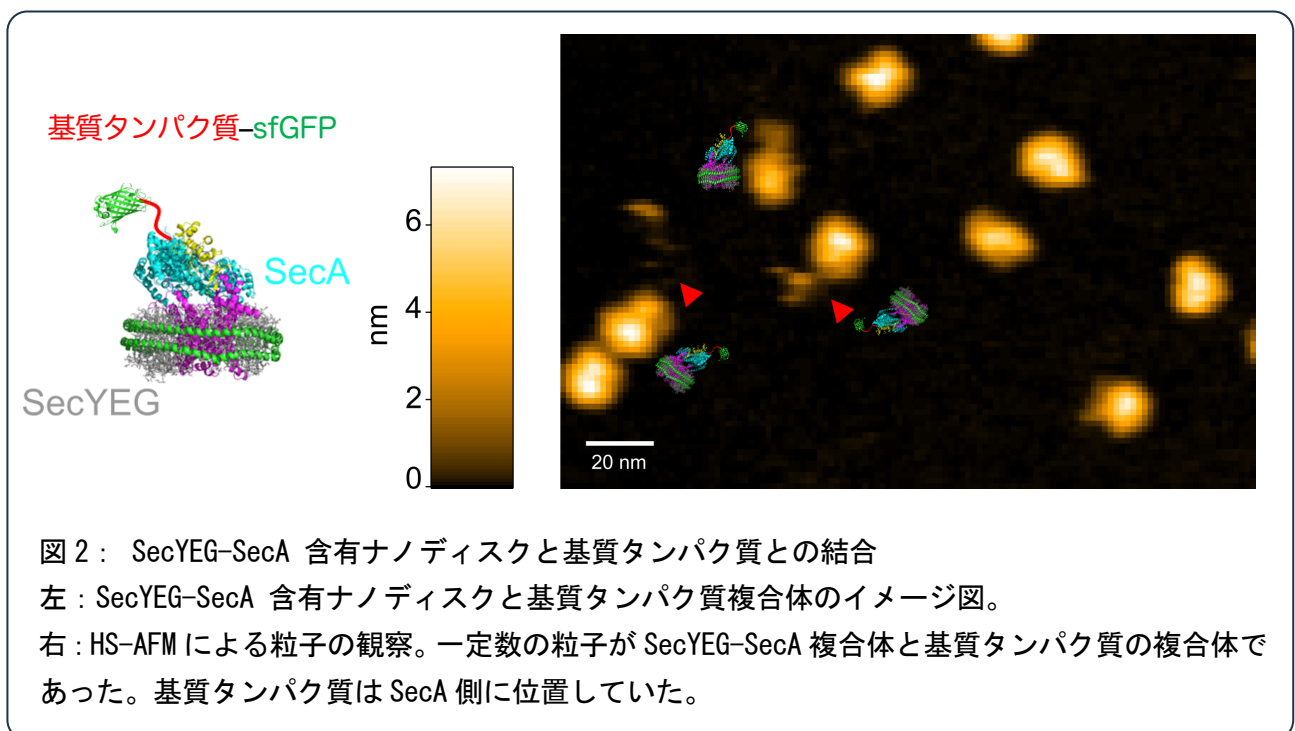 基質タンパク質–sfGFP
SecA
SecYEG
6
4
2
0
nm
20 nm
図 2： SecYEG-SecA 含有ナノディスクと基質タンパク質との結合
左：SecYEG-SecA 含有ナノディスクと基質タンパク質複合体のイメージ図。
右：HS-AFM による粒子の観察。一定数の粒子が SecYEG-SecA 複合体と基質タンパク質の複合体で
あった。基質タンパク質は SecA 側に位置していた。